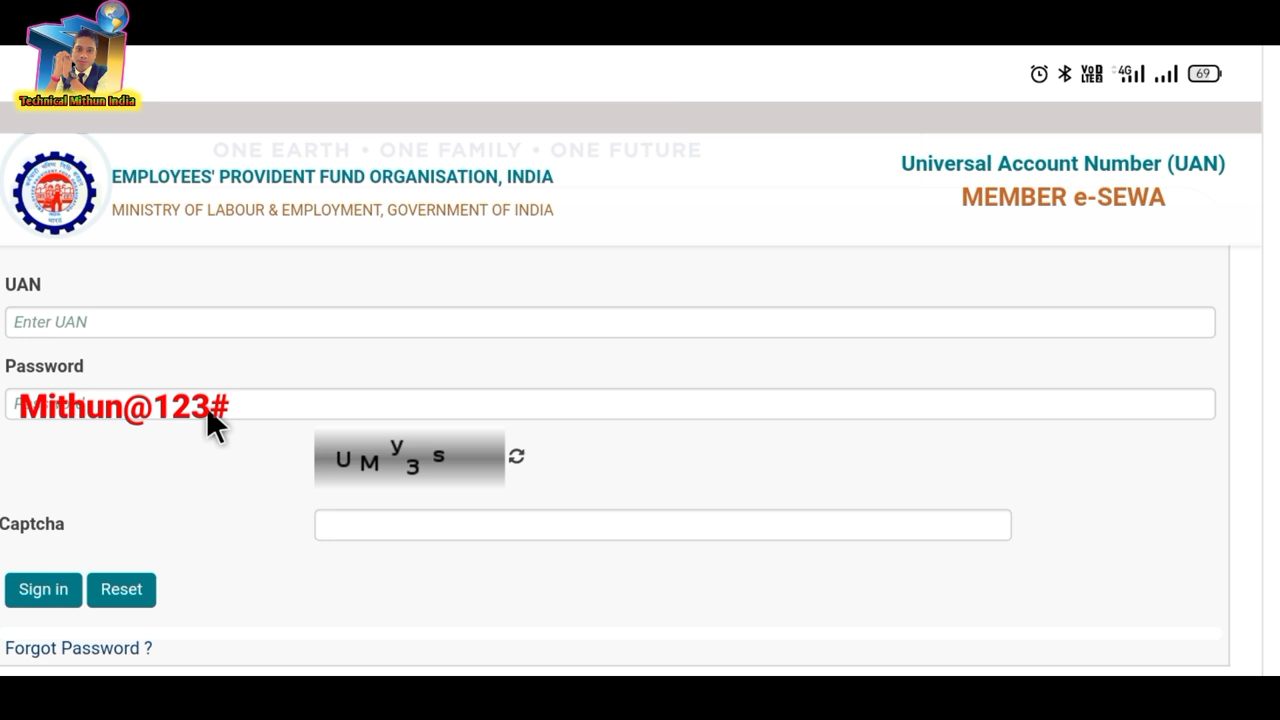 Technical Mithun India
69
ONE EARTH • ONE FAMILY • ONE FUTURE
EMPLOYEES' PROVIDENT FUND ORGANISATION, INDIA
MINISTRY OF LABOUR & EMPLOYMENT, GOVERNMENT OF INDIA
Universal Account Number (UAN)
MEMBER e-SEWA
UAN
Enter UAN
Password
Mithun@123#
U M y 3 s
Captcha
Sign in Reset
Forgot Password ?